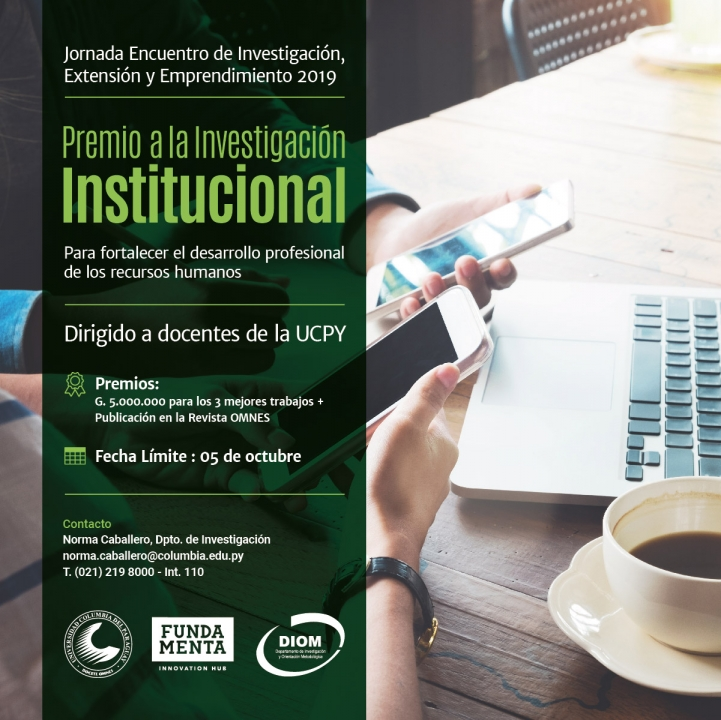 Jornada Encuentro de Investigación,
Extensión y Emprendimiento 2019
Premio a la Investigación
Institucional
Para fortalecer el desarrollo profesional
de los recursos humanos
Dirigido a docentes de la UCPY
Premios:
G. 5.000.000 para los 3 mejores trabajos +
Publicación en la Revista OMNES
Fecha Límite : 05 de octubre
Contacto
Norma Caballero, Dpto. de Investigación
norma.caballero@columbia.edu.py
T. (021) 219 8000 - Int. 110
UNIVERSIDAD COLUMBIA DEL PARAGUAY
DOCETE OMNES
FUNDA
MENTA
INNOVATION HUB
DIOM
Departamento de Investigación
y Orientación Metodológica